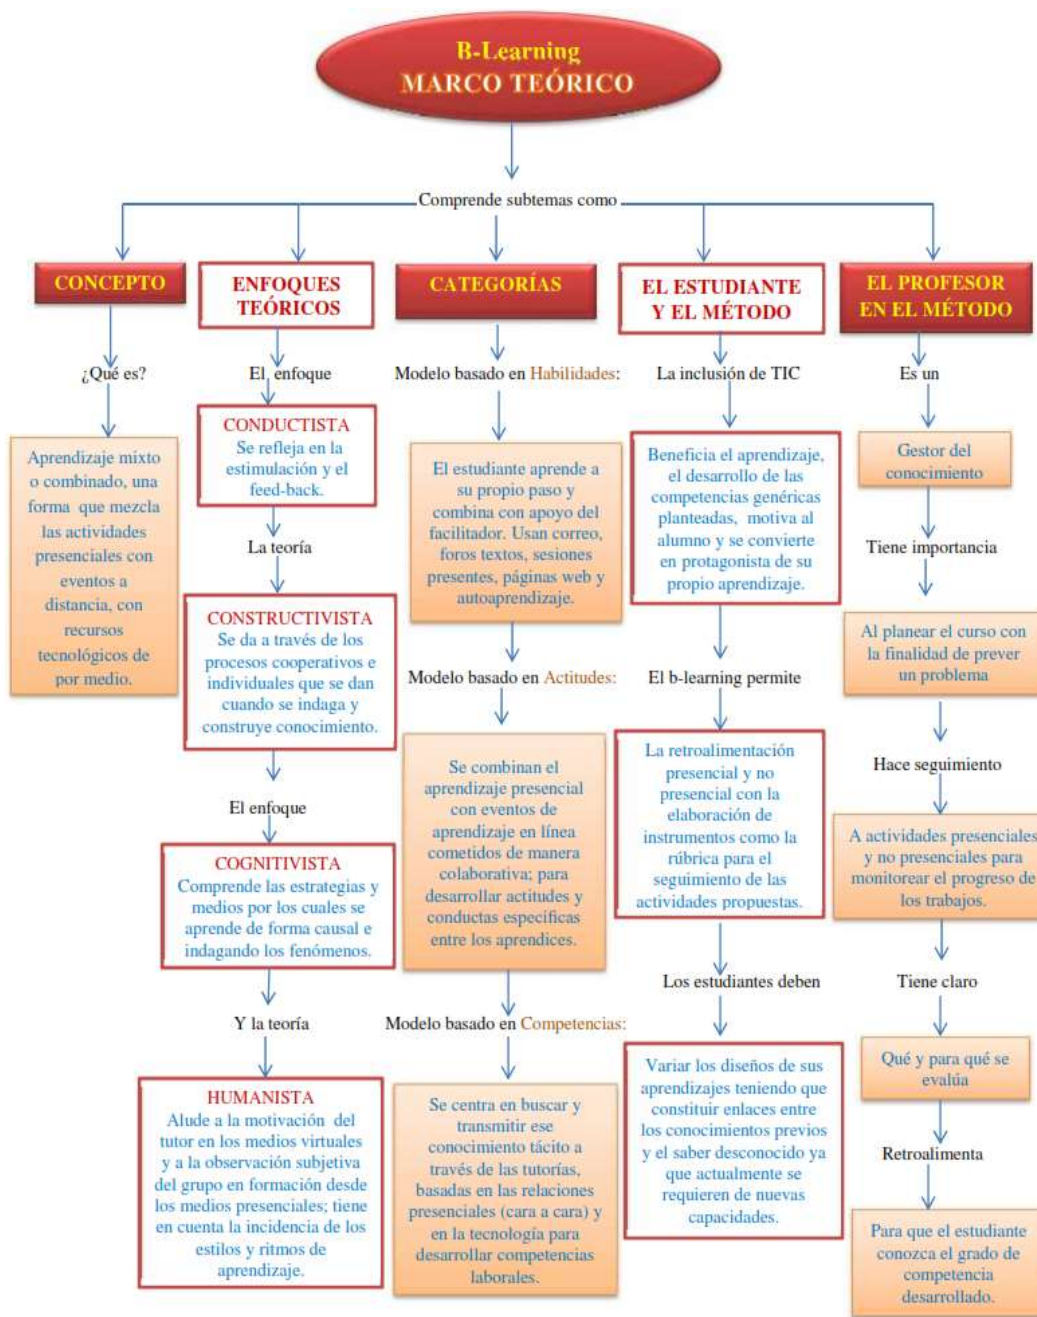 B-Learning
MARCO TEÓRICO
Comprende subtemas como
CONCEPTO
¿Qué es?
Aprendizaje mixto
o combinado, una
forma que mezcla
las actividades
presenciales con
eventos a
distancia, con
recursos
tecnológicos de
por medio.
ENFOQUES
TEÓRICOS
El enfoque
CONDUCTISTA
Se refleja en la
estimulación y el
feed-back.
La teoría
CONSTRUCTIVISTA
Se da a través de los
procesos cooperativos e
individuales que se dan
cuando se indaga y
construye conocimiento.
El enfoque
COGNITIVISTA
Comprende las estrategias y
medios por los cuales se
aprende de forma causal e
indagando los fenómenos.
Y la teoría
HUMANISTA
Alude a la motivación del
tutor en los medios virtuales
y a la observación subjetiva
del grupo en formación desde
los medios presenciales; tiene
en cuenta la incidencia de los
estilos y ritmos de
aprendizaje.
CATEGORÍAS
Modelo basado en Habilidades:
El estudiante aprende a
su propio paso y
combina con apoyo del
facilitador. Usan correo,
foros textos, sesiones
presentes, páginas web y
autoaprendizaje.
Modelo basado en Actitudes:
Se combinan el
aprendizaje presencial
con eventos de
aprendizaje en línea
cometidos de manera
colaborativa; para
desarrollar actitudes y
conductas específicas
entre los aprendices.
Modelo basado en Competencias:
Se centra en buscar y
transmitir ese
conocimiento tácito a
través de las tutorías,
basadas en las relaciones
presenciales (cara a cara) y
en la tecnología para
desarrollar competencias
laborales.
EL ESTUDIANTE
Y EL MÉTODO
La inclusión de TIC
Beneficia el aprendizaje,
el desarrollo de las
competencias genéricas
planteadas, motiva al
alumno y se convierte
en protagonista de su
propio aprendizaje.
El b-learning permite
La retroalimentación
presencial y no
presencial con la
elaboración de
instrumentos como la
rúbrica para el
seguimiento de las
actividades propuestas.
Los estudiantes deben
Variar los diseños de sus
aprendizajes teniendo que
constituir enlaces entre
los conocimientos previos
y el saber desconocido ya
que actualmente se
requieren de nuevas
capacidades.
EL PROFESOR
EN EL MÉTODO
Es un
Gestor del
conocimiento
Tiene importancia
Al planear el curso con
la finalidad de prever
un problema
Hace seguimiento
A actividades presenciales
y no presenciales para
monitorear el progreso de
los trabajos.
Tiene claro
Qué y para qué se
evalúa
Retroalimenta
Para que el estudiante
conozca el grado de
competencia
desarrollado.